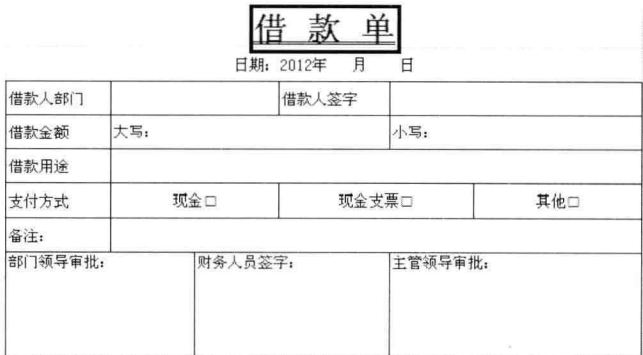 借款单
日期：2012年 月 日
借款人部门 借款人签字
借款金额 大写： 小写：
借款用途
支付方式 现金□ 现金支票□ 其他□
备注：
部门领导审批： 财务人员签字： 主管领导审批：